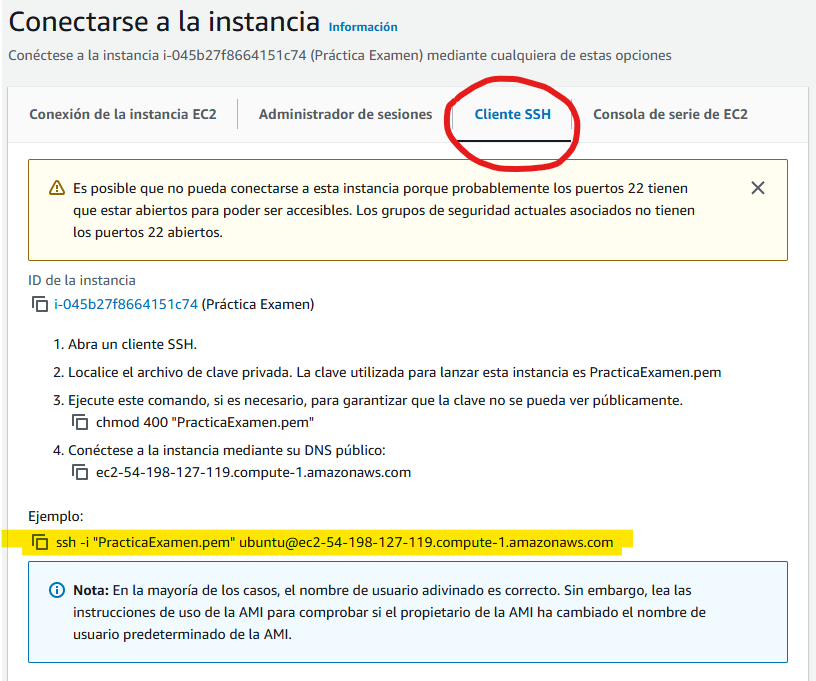 Conectarse a la instancia Información
Conéctese a la instancia i-045b27f8664151c74 (Práctica Examen) mediante cualquiera de estas opciones
Conexión de la instancia EC2 Administrador de sesiones Cliente SSH Consola de serie de EC2
Es posible que no pueda conectarse a esta instancia porque probablemente los puertos 22 tienen
que estar abiertos para poder ser accesibles. Los grupos de seguridad actuales asociados no tienen
los puertos 22 abiertos.
ID de la instancia
i-045b27f8664151c74 (Práctica Examen)
1. Abra un cliente SSH.
2. Localice el archivo de clave privada. La clave utilizada para lanzar esta instancia es PracticaExamen.pem
3. Ejecute este comando, si es necesario, para garantizar que la clave no se pueda ver públicamente.
chmod 400 "PracticaExamen.pem"
4. Conéctese a la instancia mediante su DNS público:
ec2-54-198-127-119.compute-1.amazonaws.com
Ejemplo:
ssh -i "PracticaExamen.pem" ubuntu@ec2-54-198-127-119.compute-1.amazonaws.com
Nota: En la mayoría de los casos, el nombre de usuario adivinado es correcto. Sin embargo, lea las
instrucciones de uso de la AMI para comprobar si el propietario de la AMI ha cambiado el nombre de
usuario predeterminado de la AMI.